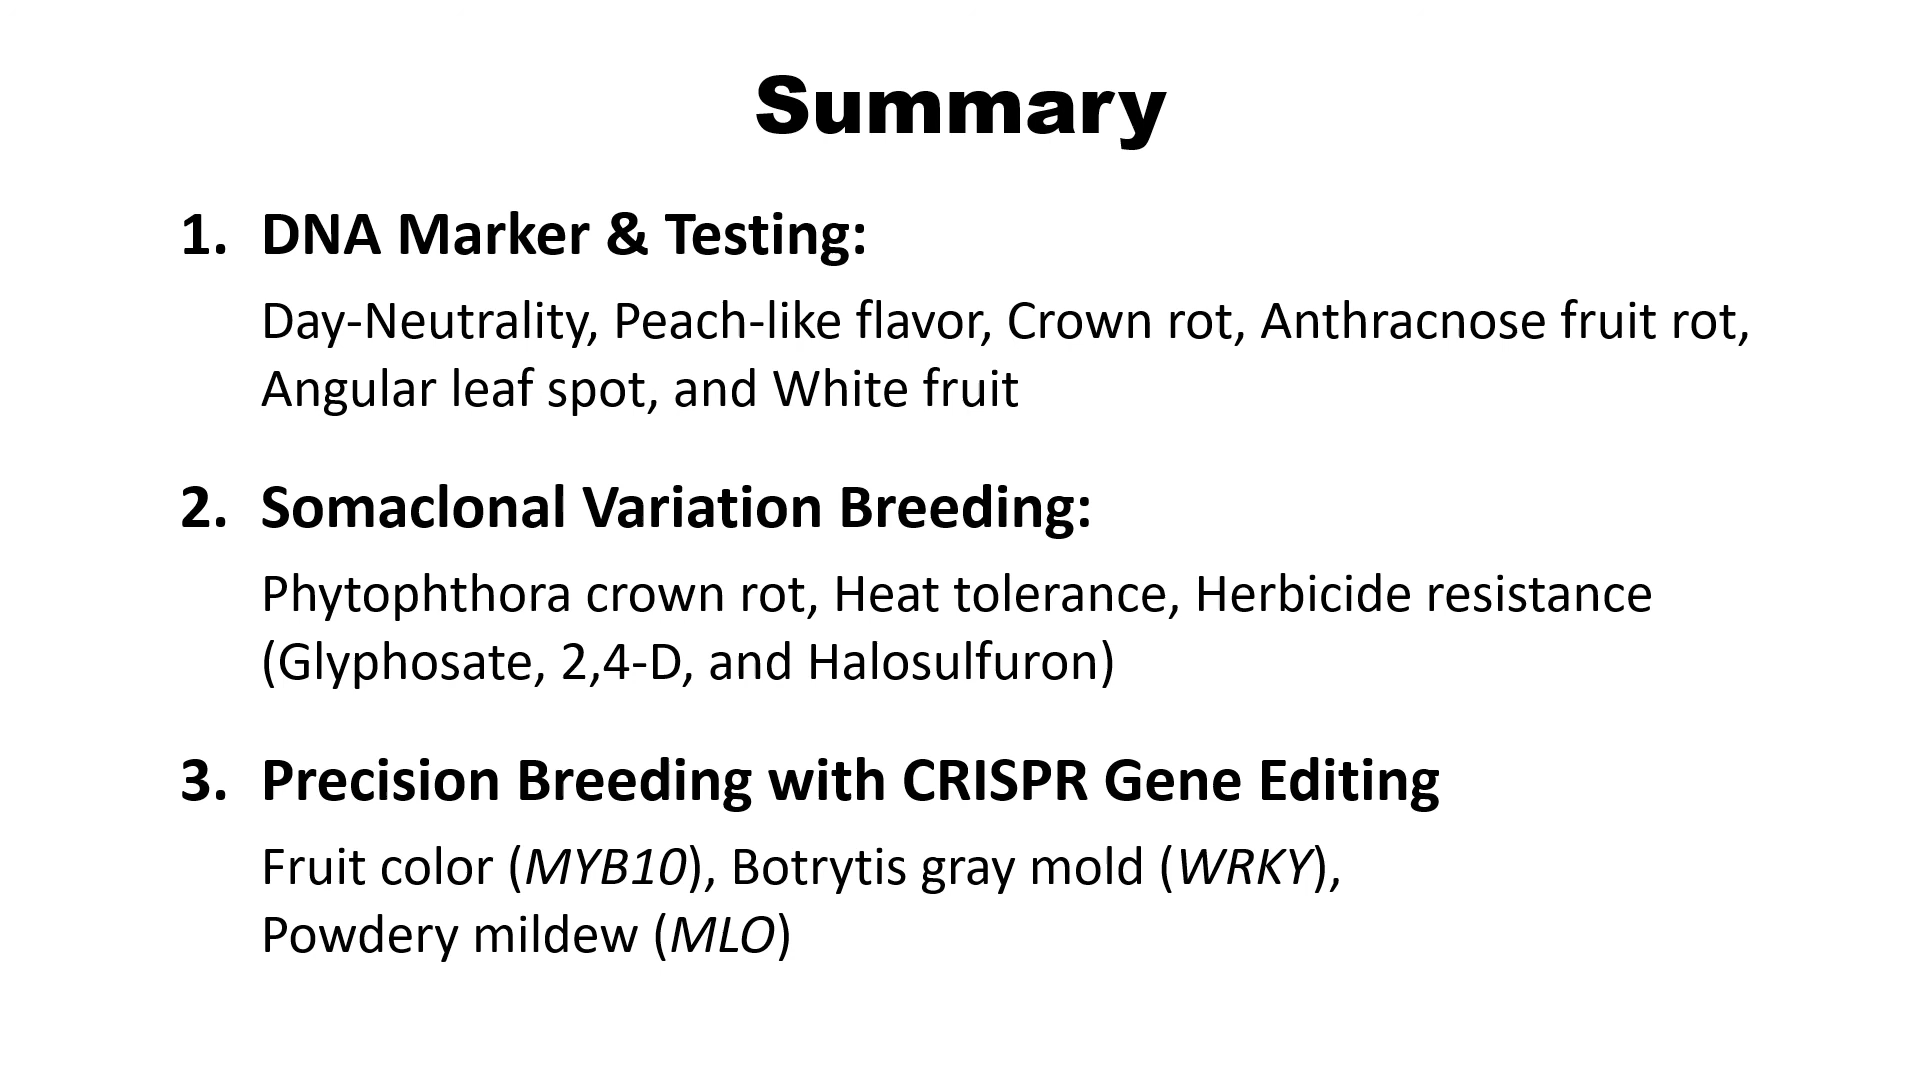 Summary
1. DNA Marker & Testing:
Day-Neutrality, Peach-like flavor, Crown rot, Anthracnose fruit rot,
Angular leaf spot, and White fruit
2. Somaclonal Variation Breeding:
Phytophthora crown rot, Heat tolerance, Herbicide resistance
(Glyphosate, 2,4-D, and Halosulfuron)
3. Precision Breeding with CRISPR Gene Editing
Fruit color (MYB10), Botrytis gray mold (WRKY),
Powdery mildew (MLO)